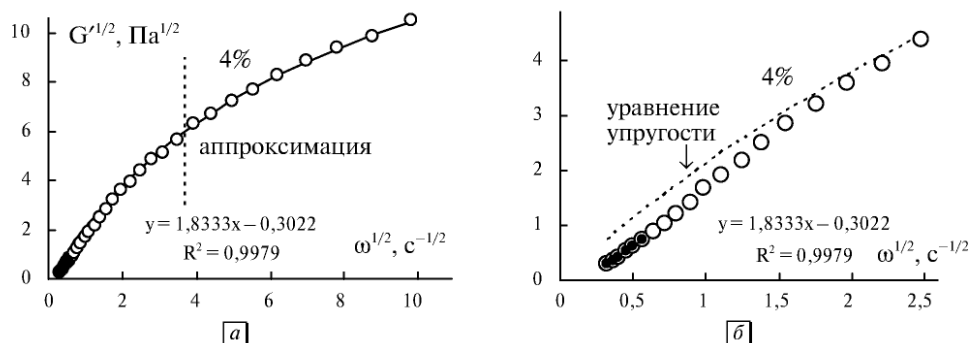 G′^1/2, Па^1/2
10
8
6
4
2
0
4%
аппроксимация
y = 1,8333x – 0,3022
R² = 0,9979
ω^1/2, с^–1/2
0 2 4 6 8 10
а
4
3
2
1
0
4%
уравнение
упругости
y = 1,8333x – 0,3022
R² = 0,9979
ω^1/2, с^–1/2
0 0,5 1 1,5 2 2,5
б